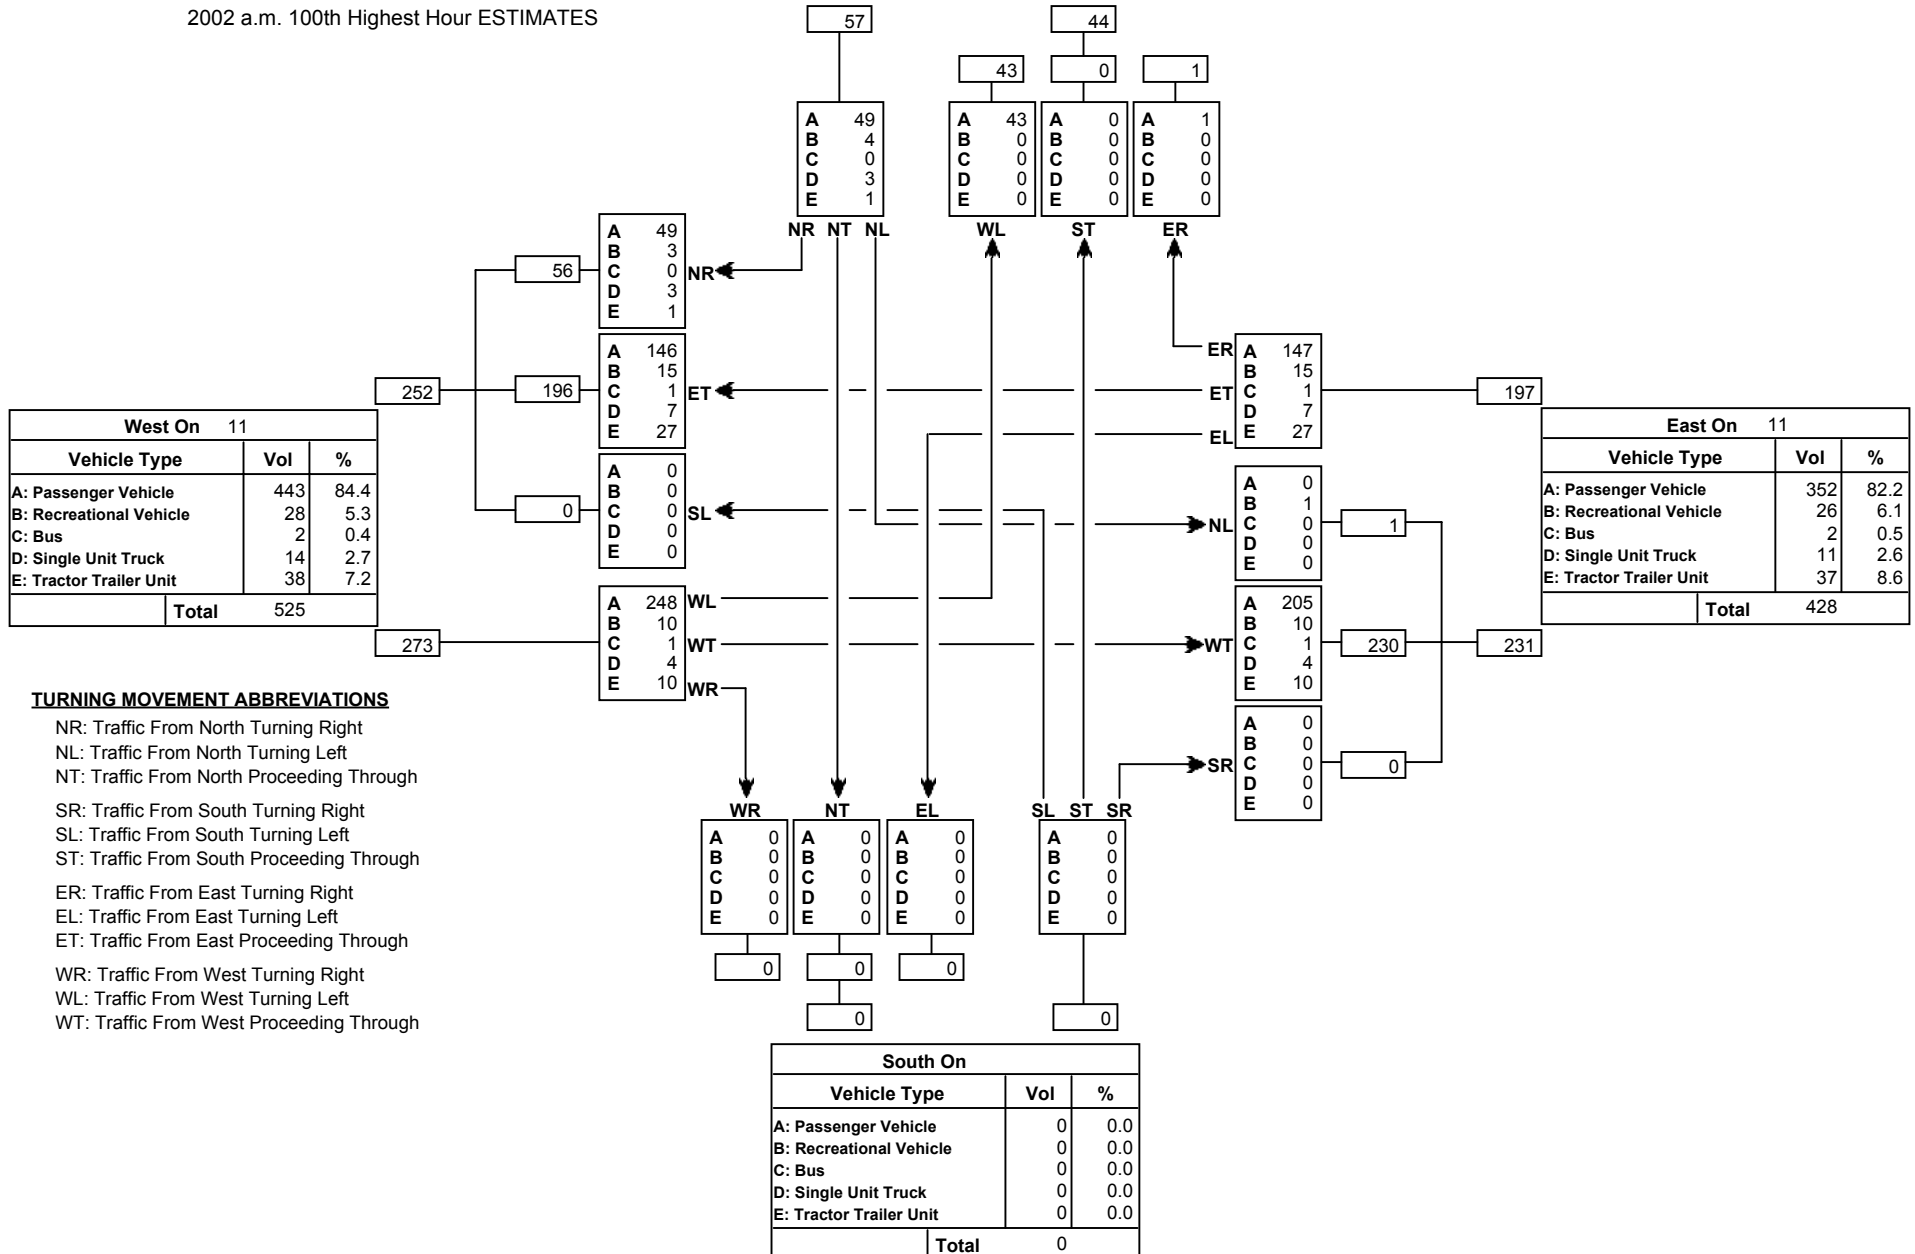 2002 a.m. 100th Highest Hour ESTIMATES
57
44
43
0
1
A 49
B 4
C 0
D 3
E 1
A 43
B 0
C 0
D 0
E 0
A 0
B 0
C 0
D 0
E 0
A 1
B 0
C 0
D 0
E 0
NR NT NL
WL
ST
ER
56
A 49
B 3
C 0
D 3
E 1
NR
252
196
A 146
B 15
C 1
D 7
E 27
ET
0
A 0
B 0
C 0
D 0
E 0
SL
273
A 248
B 10
C 1
D 4
E 10
WL
WT
WR
West On 11
Vehicle Type Vol %
A: Passenger Vehicle 443 84.4
B: Recreational Vehicle 28 5.3
C: Bus 2 0.4
D: Single Unit Truck 14 2.7
E: Tractor Trailer Unit 38 7.2
Total 525
ER
ET
EL
A 147
B 15
C 1
D 7
E 27
197
NL
A 0
B 1
C 0
D 0
E 0
1
WT
A 205
B 10
C 1
D 4
E 10
230
231
SR
A 0
B 0
C 0
D 0
E 0
0
East On 11
Vehicle Type Vol %
A: Passenger Vehicle 352 82.2
B: Recreational Vehicle 26 6.1
C: Bus 2 0.5
D: Single Unit Truck 11 2.6
E: Tractor Trailer Unit 37 8.6
Total 428
TURNING MOVEMENT ABBREVIATIONS
NR: Traffic From North Turning Right
NL: Traffic From North Turning Left
NT: Traffic From North Proceeding Through
SR: Traffic From South Turning Right
SL: Traffic From South Turning Left
ST: Traffic From South Proceeding Through
ER: Traffic From East Turning Right
EL: Traffic From East Turning Left
ET: Traffic From East Proceeding Through
WR: Traffic From West Turning Right
WL: Traffic From West Turning Left
WT: Traffic From West Proceeding Through
WR
NT
EL
SL ST SR
A 0
B 0
C 0
D 0
E 0
A 0
B 0
C 0
D 0
E 0
A 0
B 0
C 0
D 0
E 0
A 0
B 0
C 0
D 0
E 0
0
0
0
0
0
South On
Vehicle Type Vol %
A: Passenger Vehicle 0 0.0
B: Recreational Vehicle 0 0.0
C: Bus 0 0.0
D: Single Unit Truck 0 0.0
E: Tractor Trailer Unit 0 0.0
Total 0